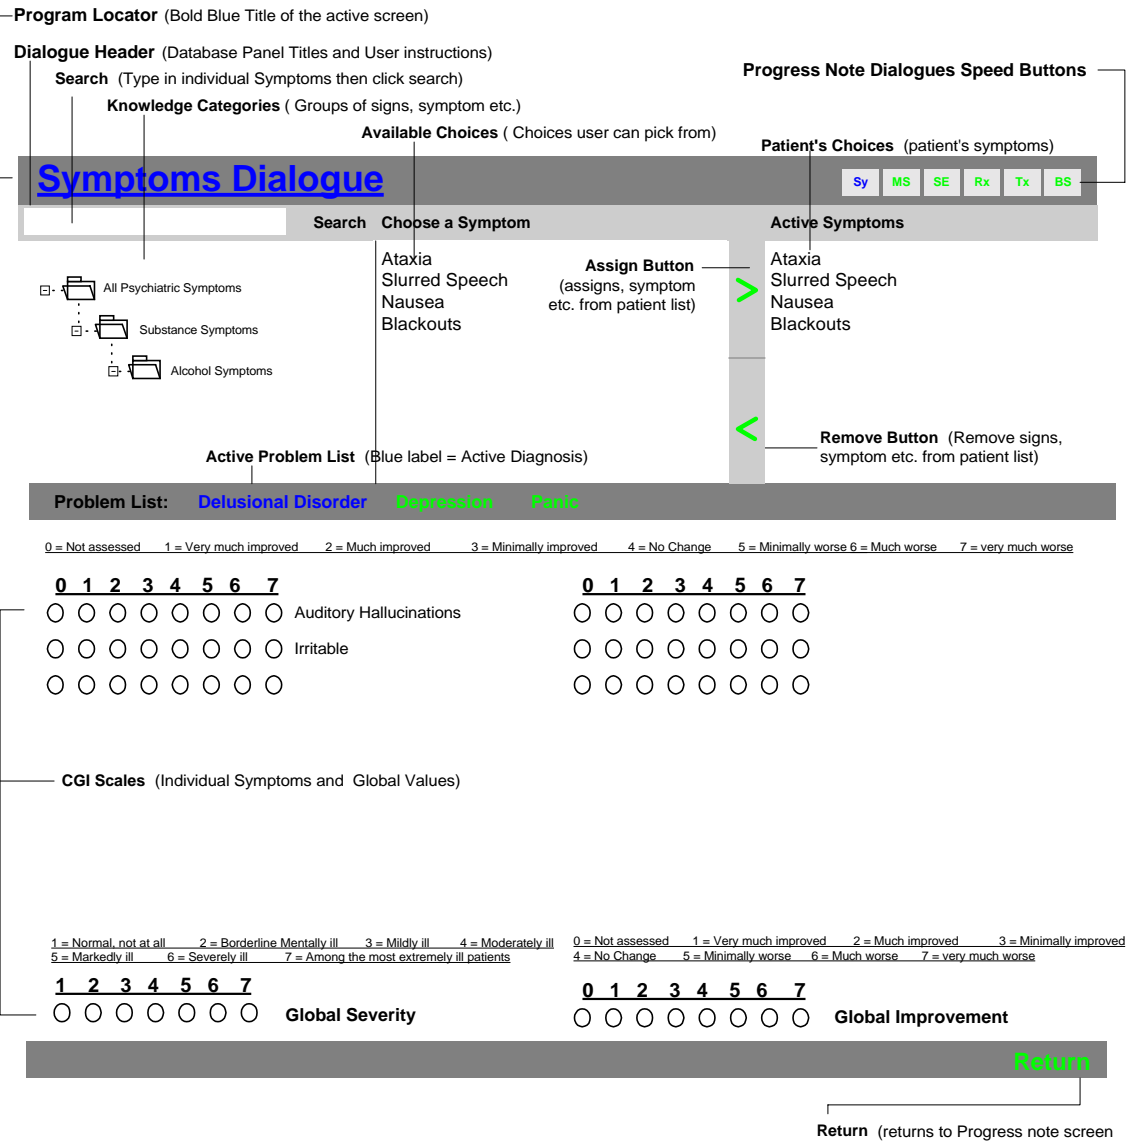 Program Locator (Bold Blue Title of the active screen)
Dialogue Header (Database Panel Titles and User instructions)
Search (Type in individual Symptoms then click search)
Progress Note Dialogues Speed Buttons
Knowledge Categories ( Groups of signs, symptom etc.)
Available Choices ( Choices user can pick from)
Patient's Choices (patient's symptoms)
Symptoms Dialogue
Sy MS SE Rx Tx BS
Search Choose a Symptom Active Symptoms
Ataxia
Slurred Speech
Nausea
Blackouts
Assign Button
(assigns, symptom
etc. from patient list)
>
Ataxia
Slurred Speech
Nausea
Blackouts
All Psychiatric Symptoms
Substance Symptoms
Alcohol Symptoms
<
Remove Button (Remove signs,
symptom etc. from patient list)
Active Problem List (Blue label = Active Diagnosis)
Problem List: Delusional Disorder Depression Panic
0 = Not assessed 1 = Very much improved 2 = Much improved 3 = Minimally improved 4 = No Change 5 = Minimally worse 6 = Much worse 7 = very much worse
0 1 2 3 4 5 6 7 0 1 2 3 4 5 6 7
Auditory Hallucinations
Irritable
CGI Scales (Individual Symptoms and Global Values)
1 = Normal, not at all 2 = Borderline Mentally ill 3 = Mildly ill 4 = Moderately ill
5 = Markedly ill 6 = Severely ill 7 = Among the most extremely ill patients
0 = Not assessed 1 = Very much improved 2 = Much improved 3 = Minimally improved
4 = No Change 5 = Minimally worse 6 = Much worse 7 = very much worse
1 2 3 4 5 6 7
Global Severity
0 1 2 3 4 5 6 7
Global Improvement
Return
Return (returns to Progress note screen